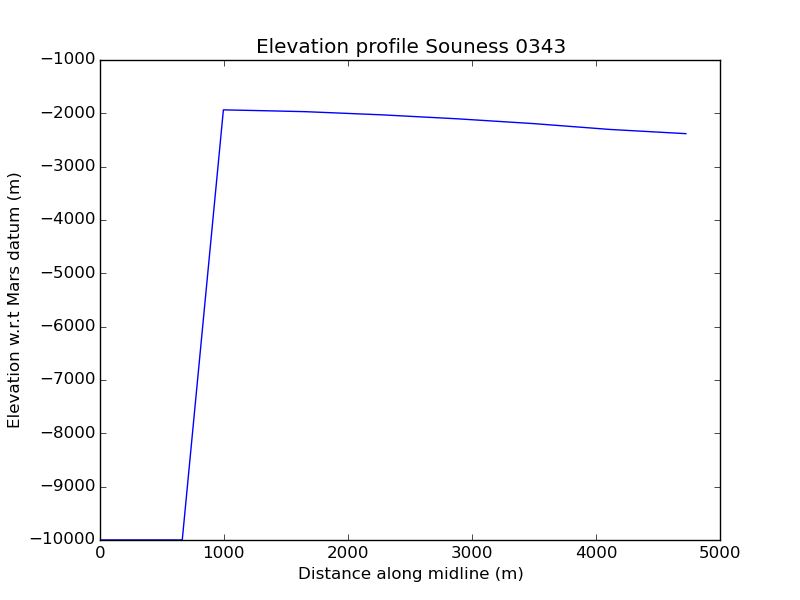 Elevation profile Souness 0343
−1000
−2000
−3000
−4000
−5000
−6000
−7000
−8000
−9000
−10000
Elevation w.r.t Mars datum (m)
0 1000 2000 3000 4000 5000
Distance along midline (m)